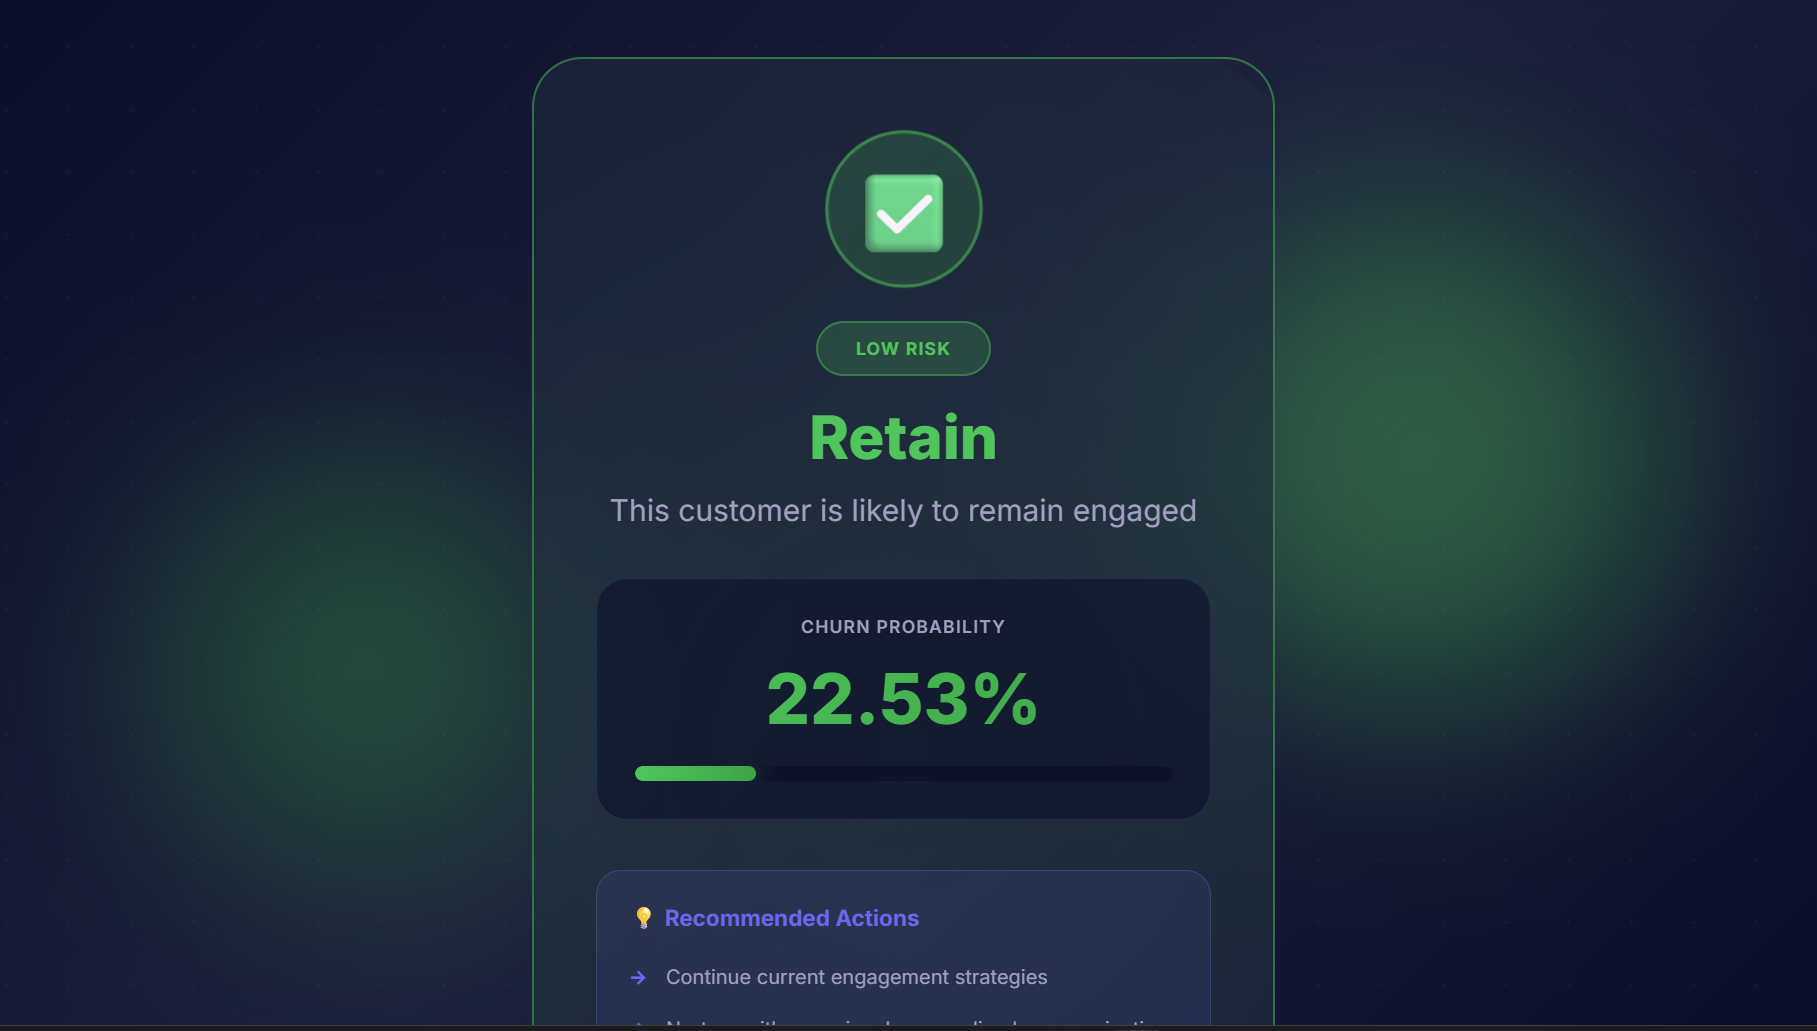 LOW RISK
Retain
This customer is likely to remain engaged
CHURN PROBABILITY
22.53%
Recommended Actions
→ Continue current engagement strategies